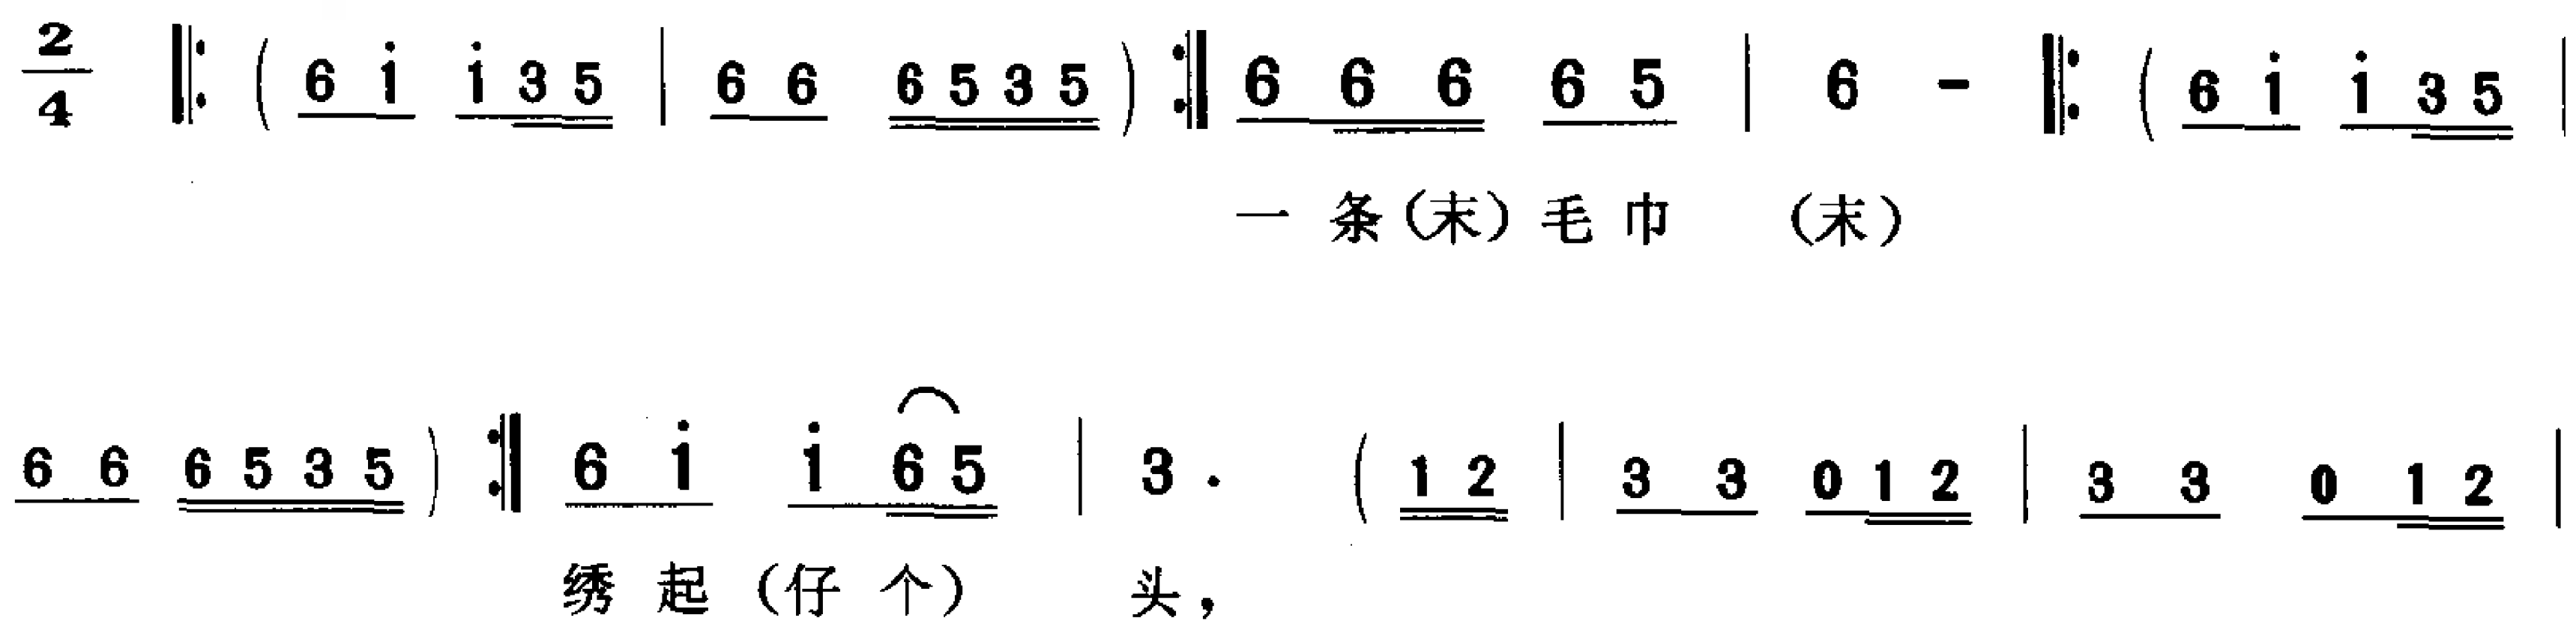 2/4 ‖: ( 6 i̇ i̇ 3 5 | 6 6 6 5 3 5 ) :‖ 6 6 6 6 5 | 6 - ‖: ( 6 i̇ i̇ 3 5 |
一 条(末)毛 巾 (末)
6 6 6 5 3 5 ) :‖ 6 i̇ i̇ 6 5 | 3 · ( 1 2 | 3 3 0 1 2 | 3 3 0 1 2 |
绣 起 (仔 个) 头,